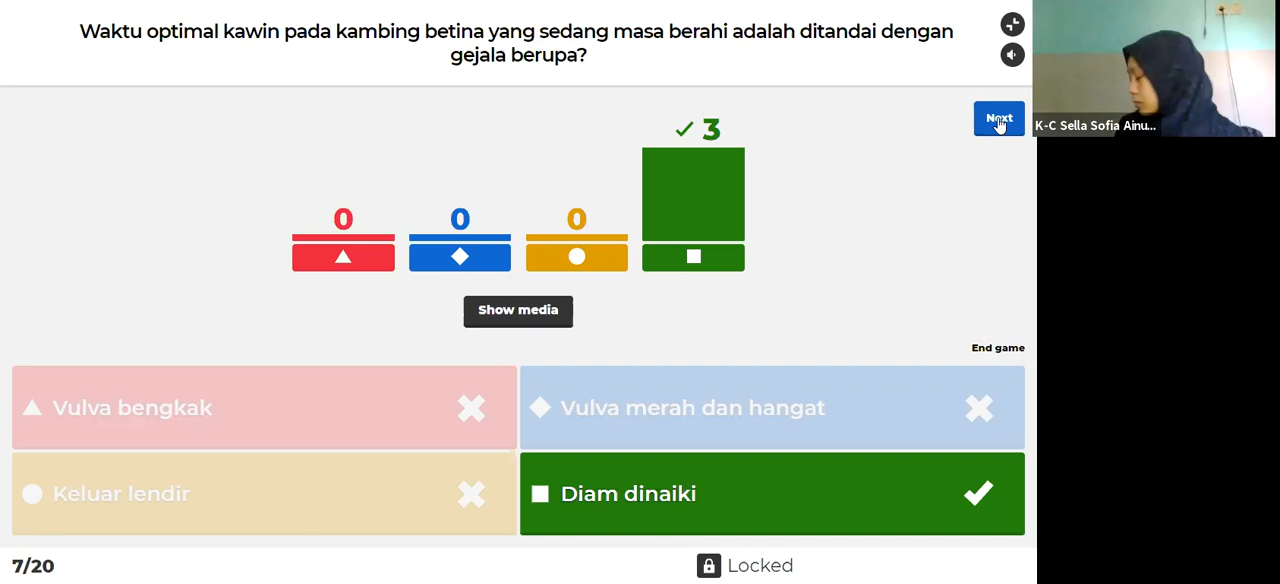 Waktu optimal kawin pada kambing betina yang sedang masa berahi adalah ditandai dengan
gejala berupa?
Next
K-C Sella Sofia Ainu...
3
0
0
0
Show media
End game
Vulva bengkak
Vulva merah dan hangat
Keluar lendir
Diam dinaiki
7/20
Locked